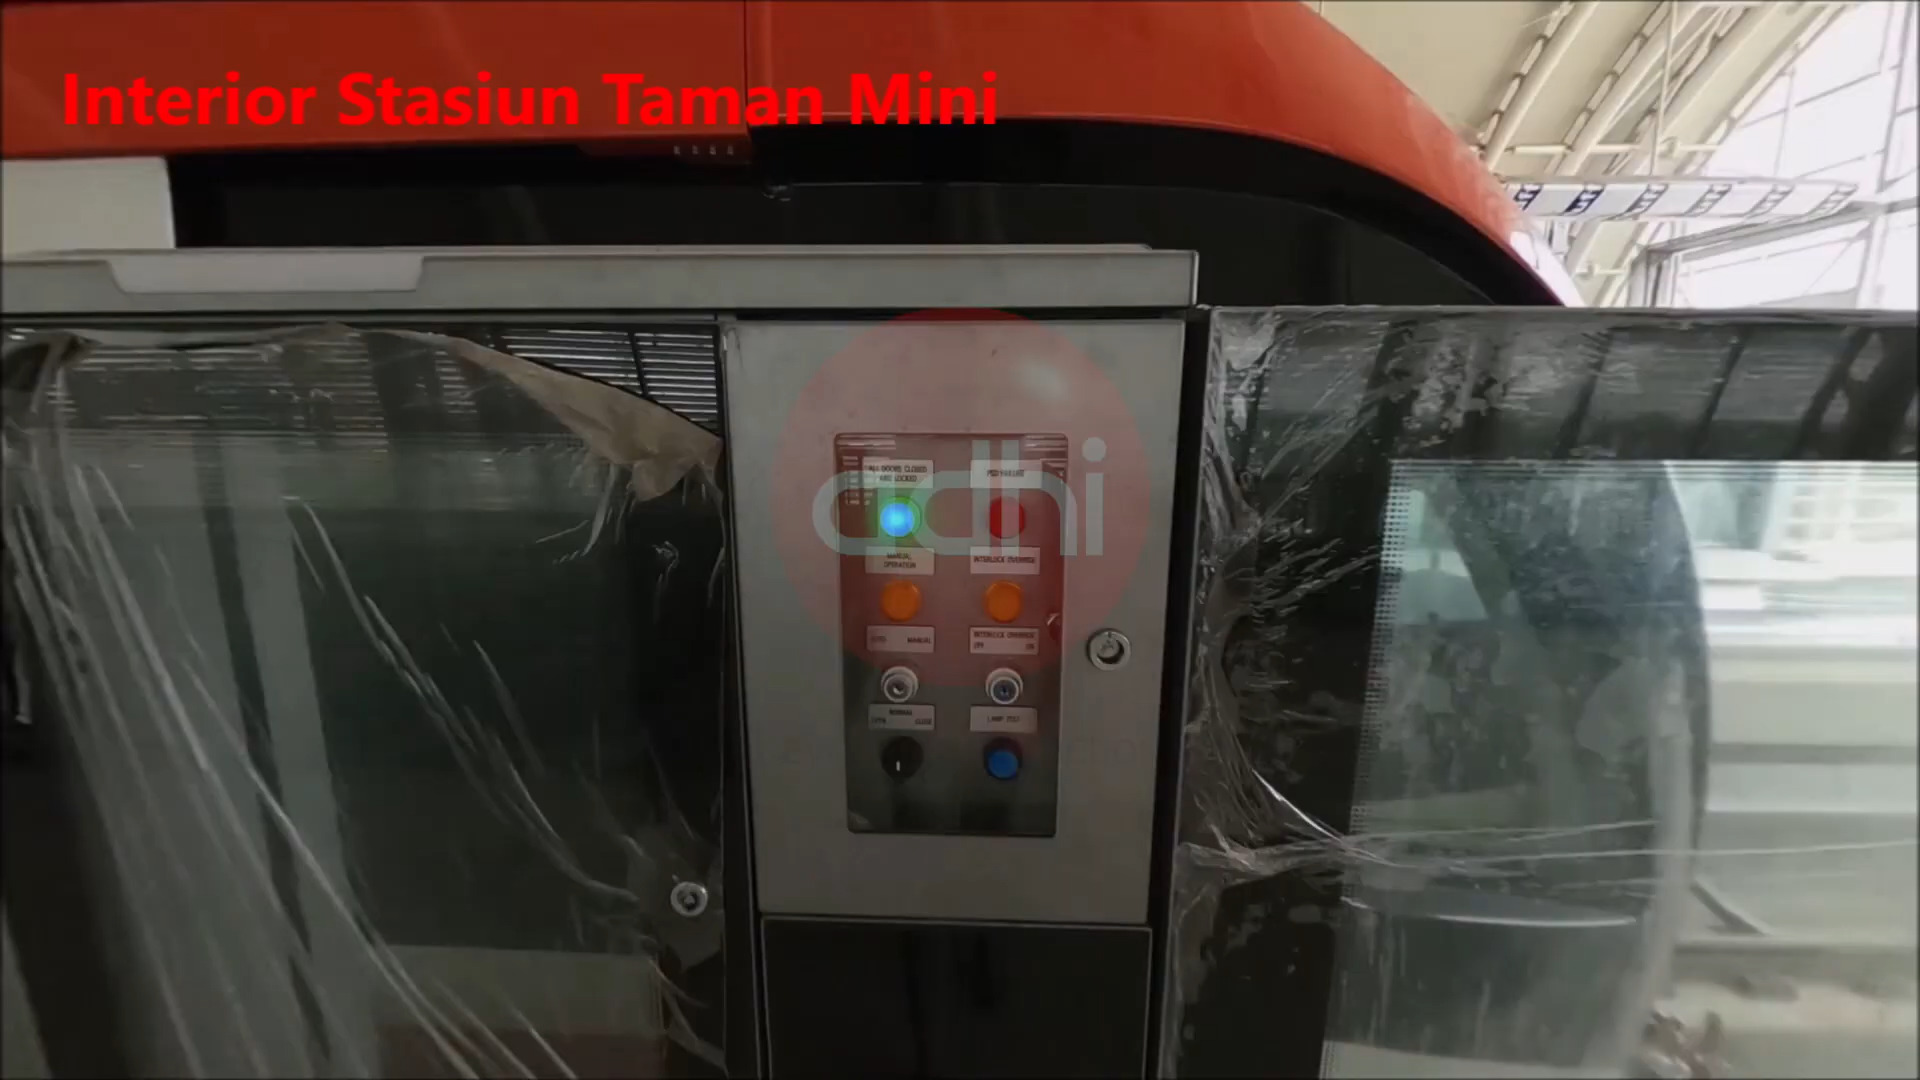 Interior Stasiun Taman Mini
adhi
ALL DOORS CLOSED
AND LOCKED
PSD FAILURE
MANUAL
OPERATION
INTERLOCK OVERRIDE
AUTO MANUAL
INTERLOCK OVERRIDE
OFF ON
NORMAL
OPEN CLOSE
LAMP TEST